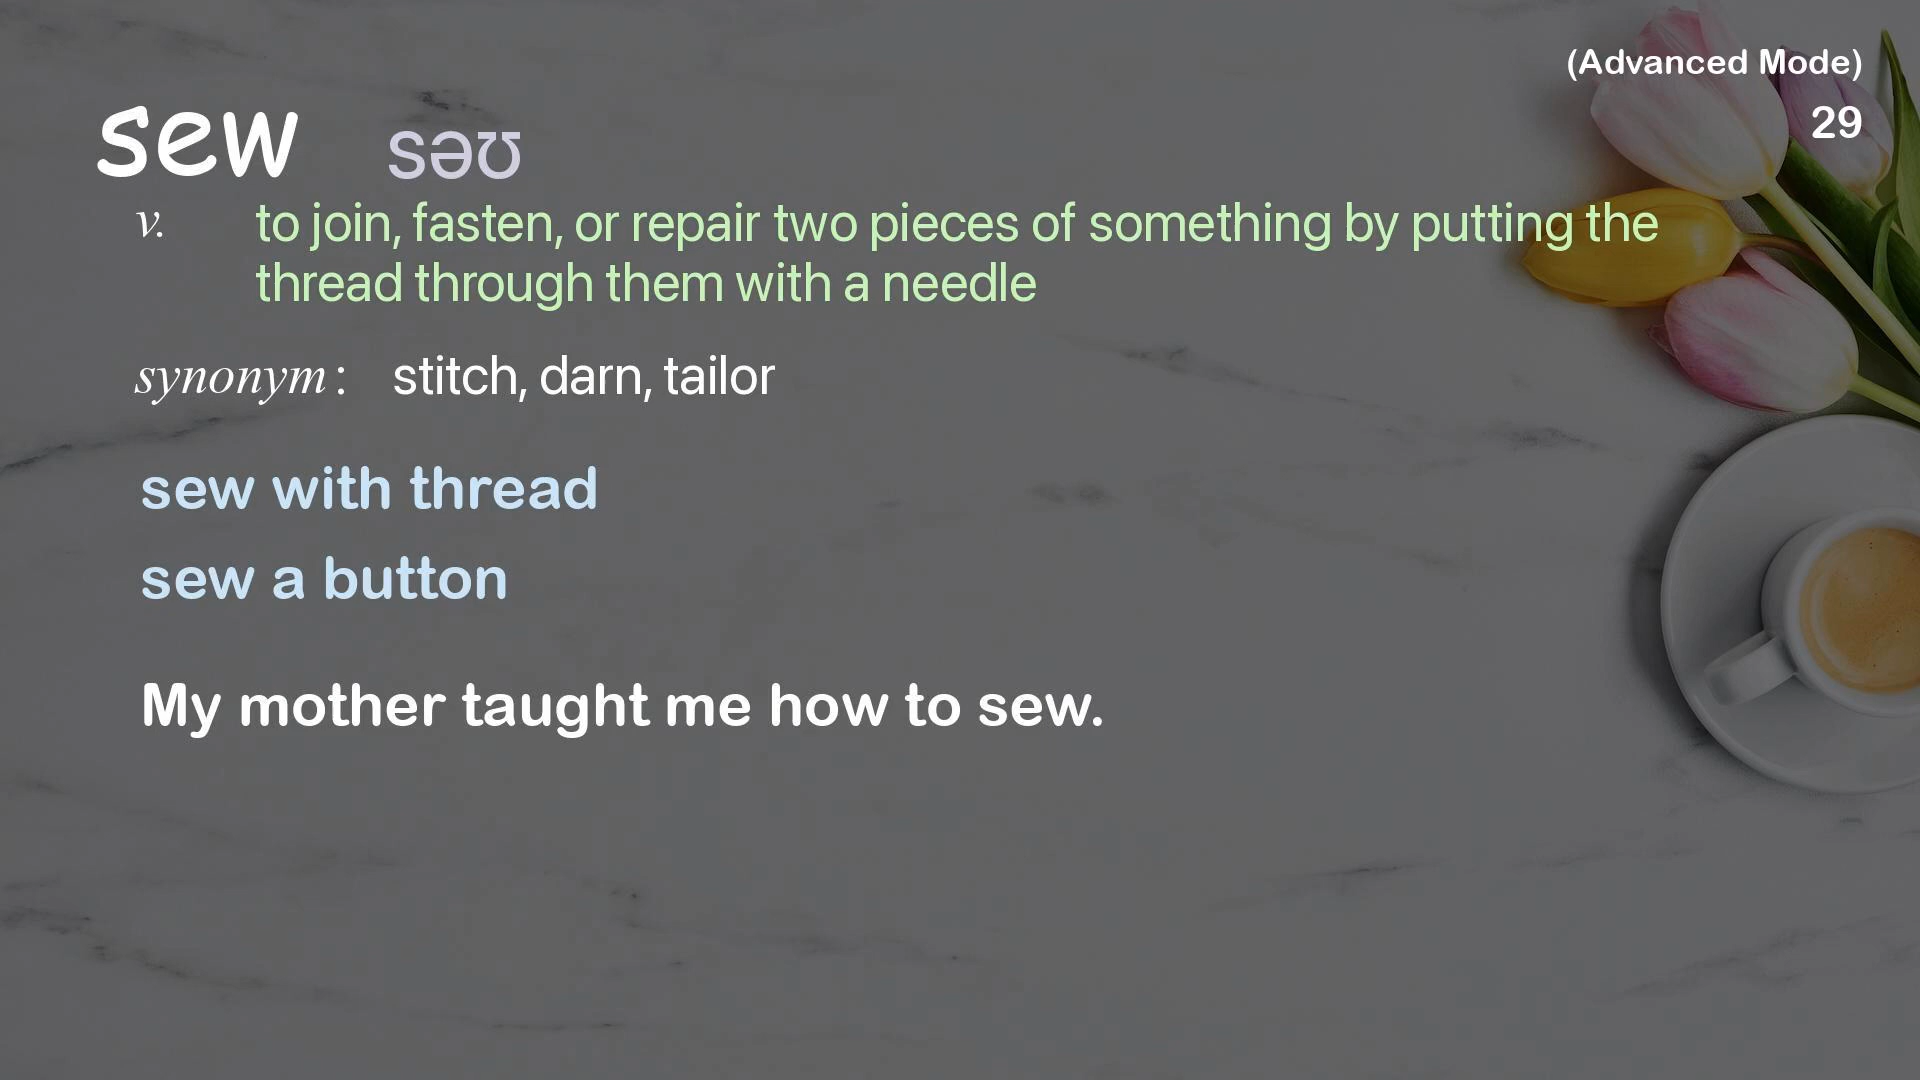 (Advanced Mode)
29
sew səʊ
v. to join, fasten, or repair two pieces of something by putting the
thread through them with a needle
synonym: stitch, darn, tailor
sew with thread
sew a button
My mother taught me how to sew.